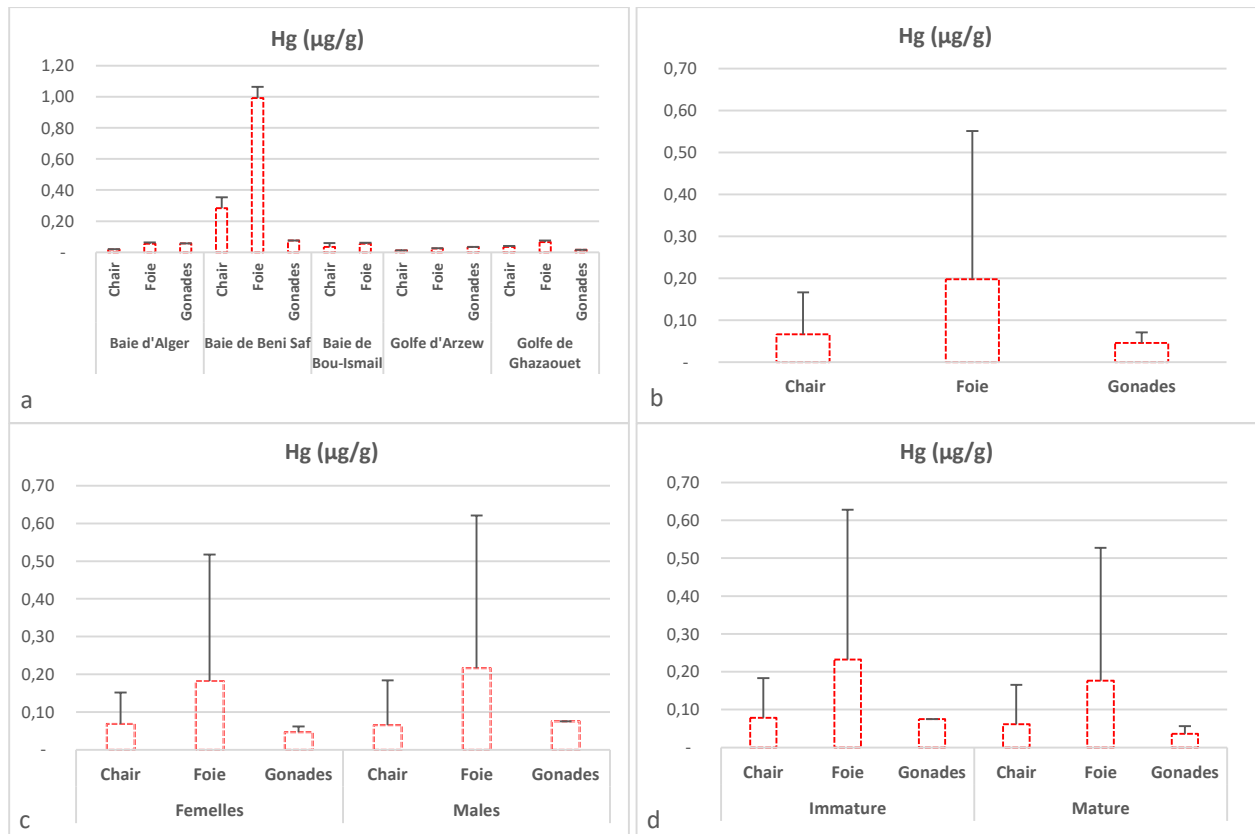 Hg (µg/g)
1,20
1,00
0,80
0,60
0,40
0,20
-
Chair Foie Gonades Chair Foie Gonades Chair Foie Chair Foie Gonades Chair Foie Gonades
Baie d'Alger Baie de Beni Saf Baie de Bou-Ismail Golfe d'Arzew Golfe de Ghazaouet
a
Hg (µg/g)
0,70
0,60
0,50
0,40
0,30
0,20
0,10
-
Chair Foie Gonades
b
Hg (µg/g)
0,70
0,60
0,50
0,40
0,30
0,20
0,10
-
Chair Foie Gonades Chair Foie Gonades
Femelles Males
c
Hg (µg/g)
0,70
0,60
0,50
0,40
0,30
0,20
0,10
-
Chair Foie Gonades Chair Foie Gonades
Immature Mature
d